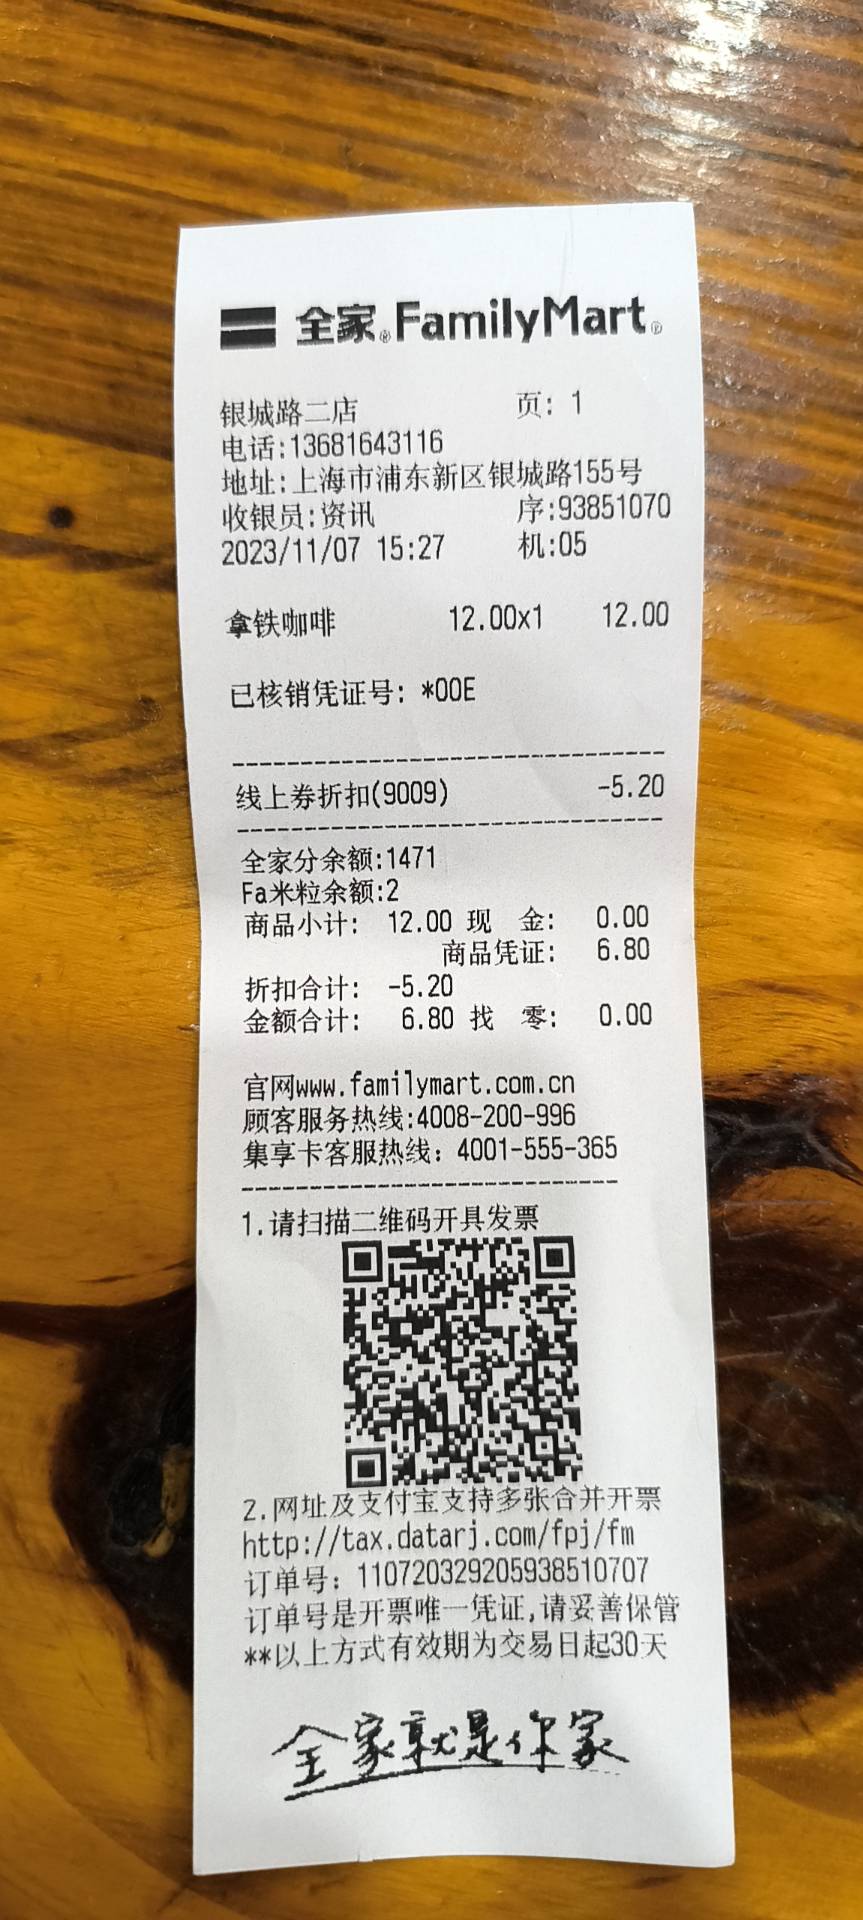 全家® FamilyMart®
银城路二店 页: 1
电话:13681643116
地址:上海市浦东新区银城路155号
收银员:资讯 序:93851070
2023/11/07 15:27 机:05
拿铁咖啡 12.00x1 12.00
已核销凭证号: *00E
线上券折扣(9009) -5.20
全家分余额:1471
Fa米粒余额:2
商品小计: 12.00 现 金: 0.00
商品凭证: 6.80
折扣合计: -5.20
金额合计: 6.80 找 零: 0.00
官网www.familymart.com.cn
顾客服务热线:4008-200-996
集享卡客服热线: 4001-555-365
1.请扫描二维码开具发票
2.网址及支付宝支持多张合并开票
http://tax.datarj.com/fpj/fm
订单号: 110720329205938510707
订单号是开票唯一凭证,请妥善保管
**以上方式有效期为交易日起30天
全家就是你家